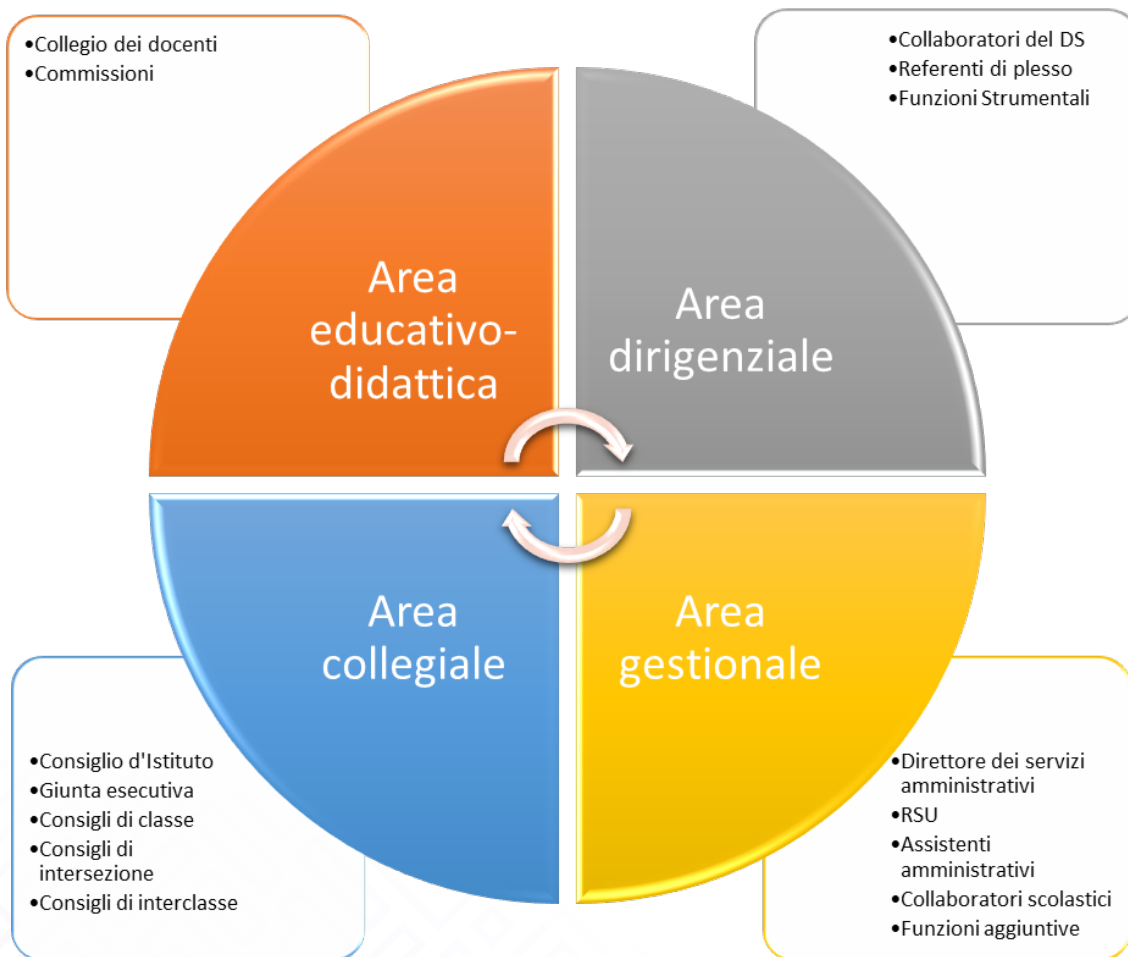 •Collegio dei docenti
•Commissioni
•Collaboratori del DS
•Referenti di plesso
•Funzioni Strumentali
Area
educativo-
didattica
Area
dirigenziale
Area
collegiale
Area
gestionale
•Consiglio d'Istituto
•Giunta esecutiva
•Consigli di classe
•Consigli di
intersezione
•Consigli di interclasse
•Direttore dei servizi
amministrativi
•RSU
•Assistenti
amministrativi
•Collaboratori scolastici
•Funzioni aggiuntive